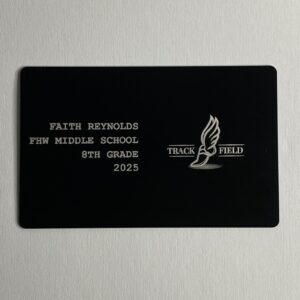 FAITH REYNOLDS
FHW MIDDLE SCHOOL
8TH GRADE
2025
TRACK FIELD